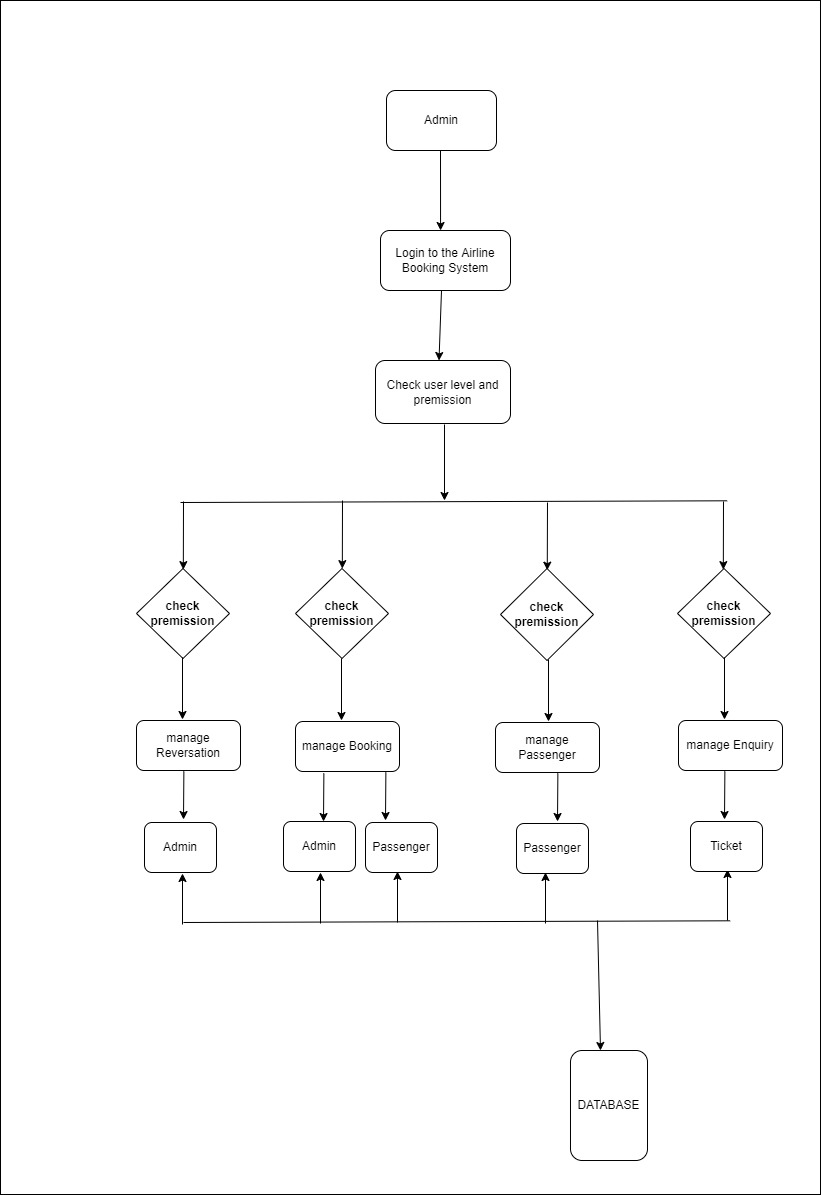 Admin
Login to the Airline
Booking System
Check user level and
premission
check
premission
check
premission
check
premission
check
premission
manage
Reversation
manage Booking
manage
Passenger
manage Enquiry
Admin
Admin
Passenger
Passenger
Ticket
DATABASE